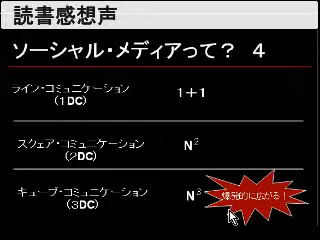 読書感想声
ソーシャル・メディアって？ 4
ライン・コミュニケーション
（1DC）
1＋1
スクェア・コミュニケーション
（2DC）
N²
キューブ・コミュニケーション
（3DC）
N³
爆発的に広がる！